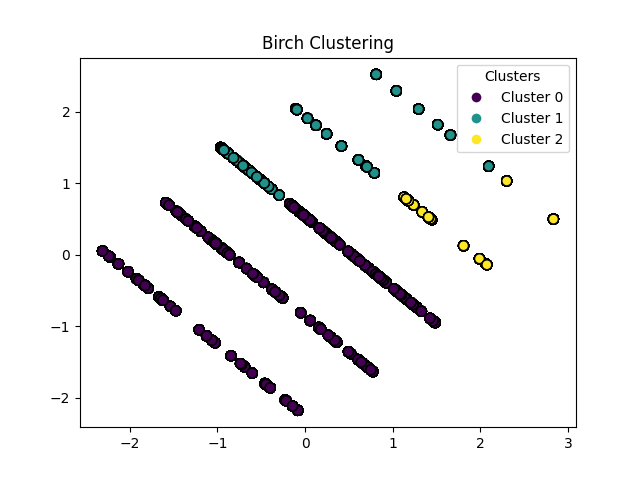 Birch Clustering
Clusters
Cluster 0
Cluster 1
Cluster 2
2
1
0
−1
−2
−2
−1
0
1
2
3